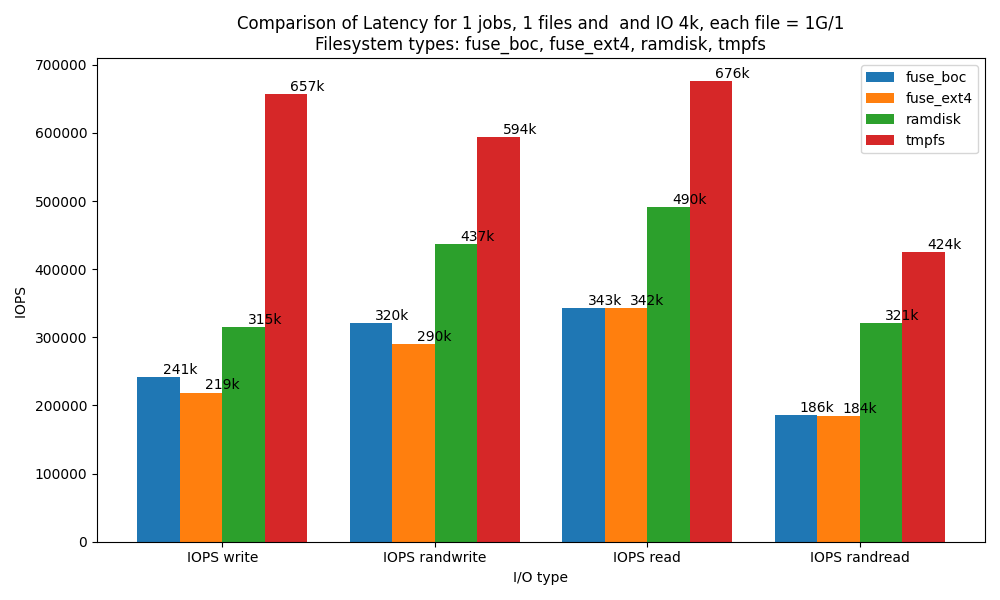 Comparison of Latency for 1 jobs, 1 files and  and IO 4k, each file = 1G/1
Filesystem types: fuse_boc, fuse_ext4, ramdisk, tmpfs
IOPS
700000
600000
500000
400000
300000
200000
100000
0
fuse_boc
fuse_ext4
ramdisk
tmpfs
241k
219k
315k
657k
320k
290k
437k
594k
343k
342k
490k
676k
186k
184k
321k
424k
IOPS write
IOPS randwrite
IOPS read
IOPS randread
I/O type